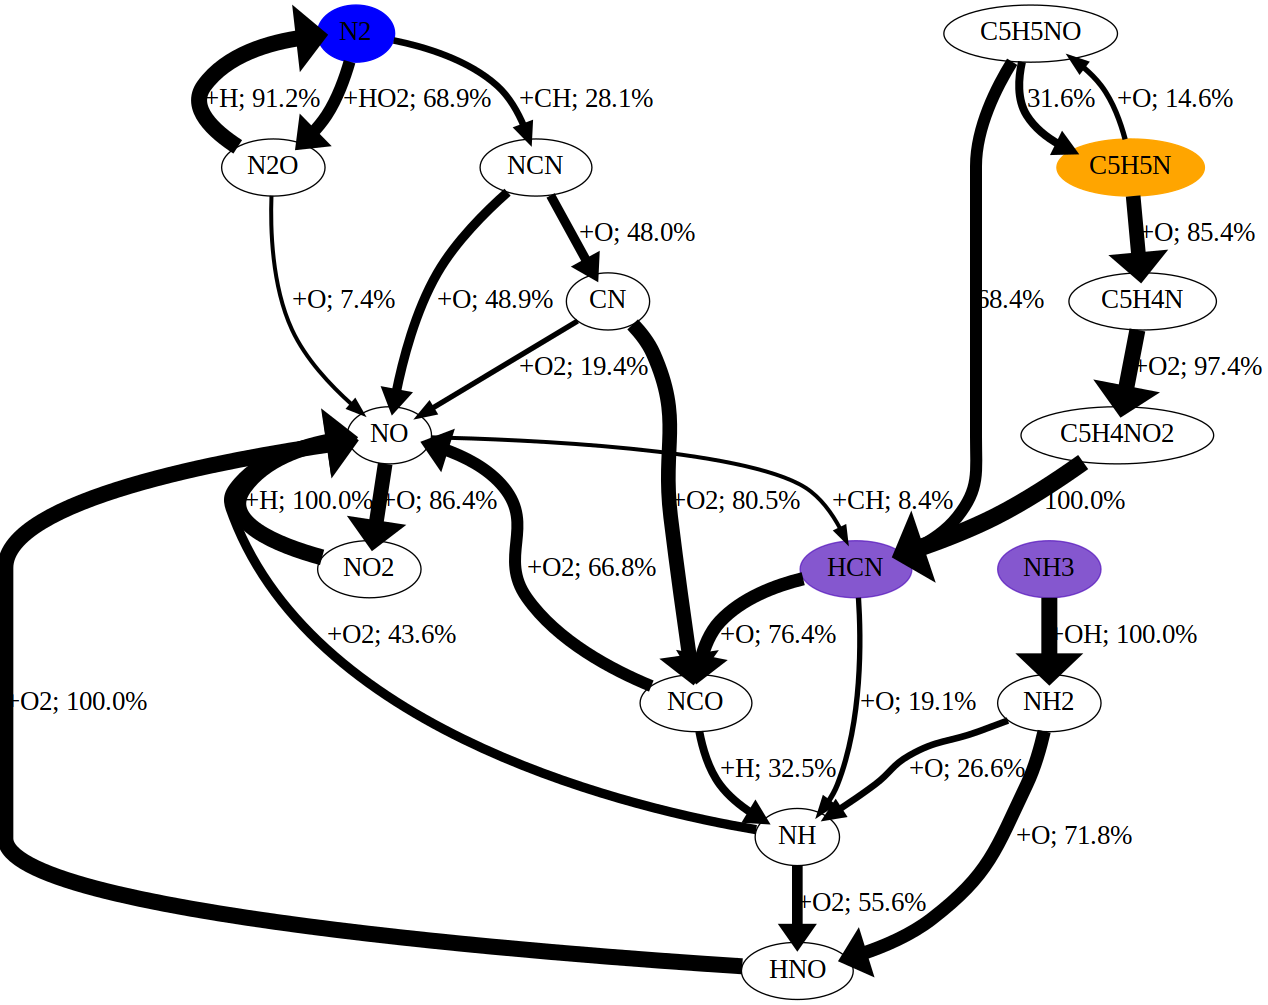 N2
C5H5NO
+H; 91.2%
+HO2; 68.9%
+CH; 28.1%
31.6%
+O; 14.6%
N2O
NCN
C5H5N
+O; 48.0%
+O; 85.4%
+O; 7.4%
+O; 48.9%
CN
68.4%
C5H4N
+O2; 19.4%
+O2; 97.4%
NO
C5H4NO2
+H; 100.0%
+O; 86.4%
+O2; 80.5%
+CH; 8.4%
100.0%
NO2
+O2; 66.8%
HCN
NH3
+O2; 43.6%
+O; 76.4%
+OH; 100.0%
+O2; 100.0%
NCO
+O; 19.1%
NH2
+H; 32.5%
+O; 26.6%
NH
+O; 71.8%
+O2; 55.6%
HNO